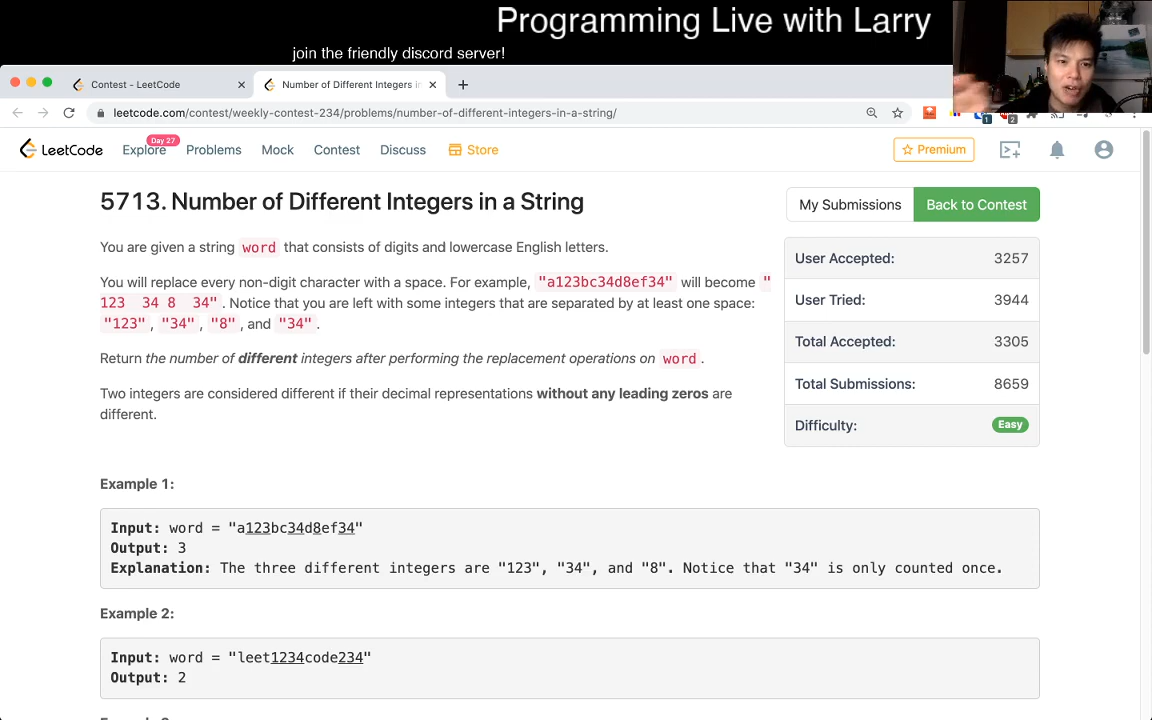 Programming Live with Larry
join the friendly discord server!
Contest - LeetCode
Number of Different Integers in
leetcode.com/contest/weekly-contest-234/problems/number-of-different-integers-in-a-string/
1
2
LeetCode
Explore
Day 27
Problems
Mock
Contest
Discuss
Store
Premium
5713. Number of Different Integers in a String
My Submissions
Back to Contest
You are given a string word that consists of digits and lowercase English letters.
You will replace every non-digit character with a space. For example, "a123bc34d8ef34" will become "
123  34 8  34". Notice that you are left with some integers that are separated by at least one space:
"123", "34", "8", and "34".
Return the number of different integers after performing the replacement operations on word.
Two integers are considered different if their decimal representations without any leading zeros are
different.
User Accepted: 3257
User Tried: 3944
Total Accepted: 3305
Total Submissions: 8659
Difficulty: Easy
Example 1:
Input: word = "a123bc34d8ef34"
Output: 3
Explanation: The three different integers are "123", "34", and "8". Notice that "34" is only counted once.
Example 2:
Input: word = "leet1234code234"
Output: 2